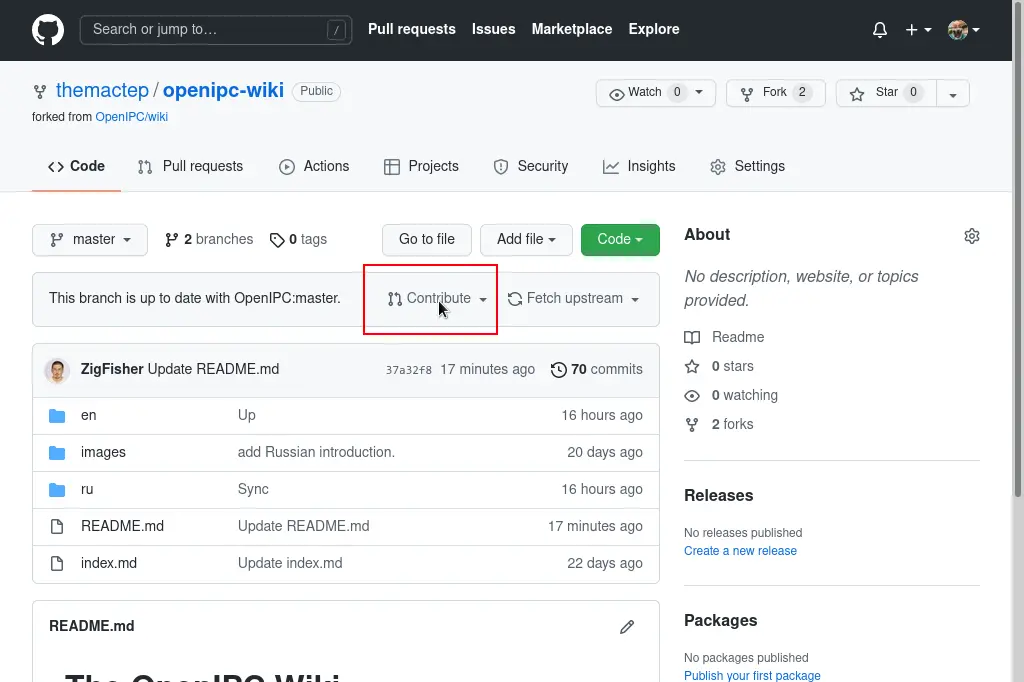 Search or jump to… /
Pull requests Issues Marketplace Explore
themactep / openipc-wiki Public
Watch 0 Fork 2 Star 0
forked from OpenIPC/wiki
Code Pull requests Actions Projects Security Insights Settings
master 2 branches 0 tags Go to file Add file Code
This branch is up to date with OpenIPC:master. Contribute Fetch upstream
ZigFisher Update README.md 37a32f8 17 minutes ago 70 commits
en Up 16 hours ago
images add Russian introduction. 20 days ago
ru Sync 16 hours ago
README.md Update README.md 17 minutes ago
index.md Update index.md 22 days ago
README.md
The OpenIPC Wiki
About
No description, website, or topics
provided.
Readme
0 stars
0 watching
2 forks
Releases
No releases published
Create a new release
Packages
No packages published
Publish your first package